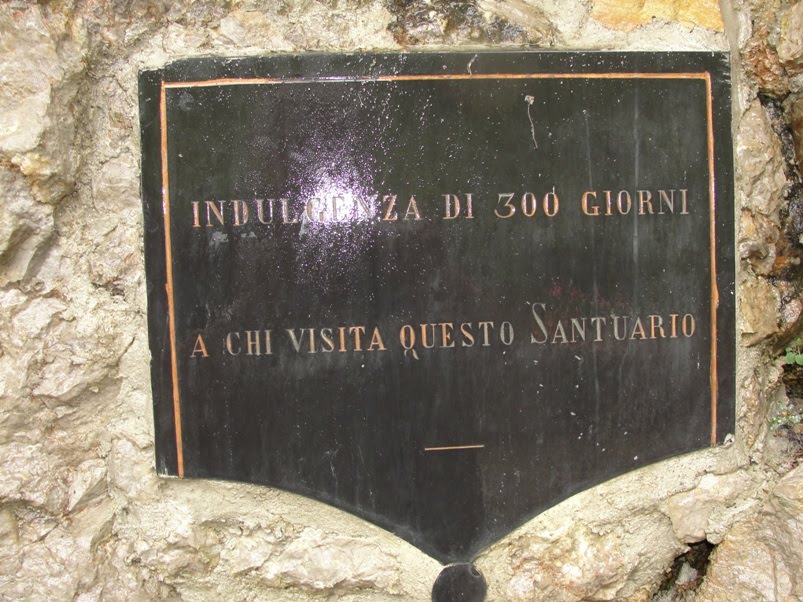 INDULGENZA DI 300 GIORNI
A CHI VISITA QUESTO SANTUARIO